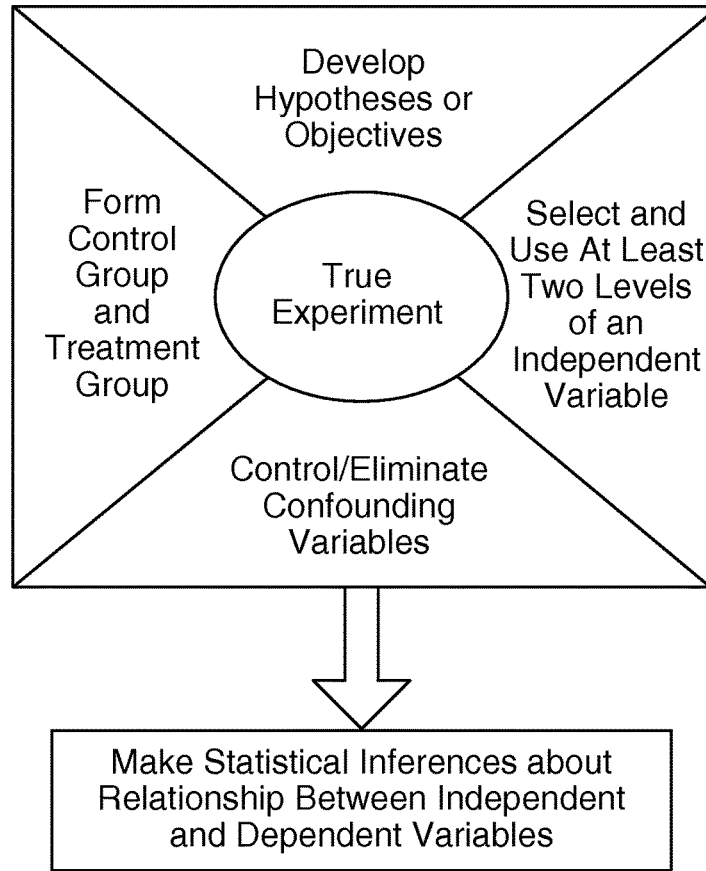 Develop
Hypotheses or
Objectives
Form
Control
Group
and
Treatment
Group
True
Experiment
Select and
Use At Least
Two Levels
of an
Independent
Variable
Control/Eliminate
Confounding
Variables
Make Statistical Inferences about
Relationship Between Independent
and Dependent Variables